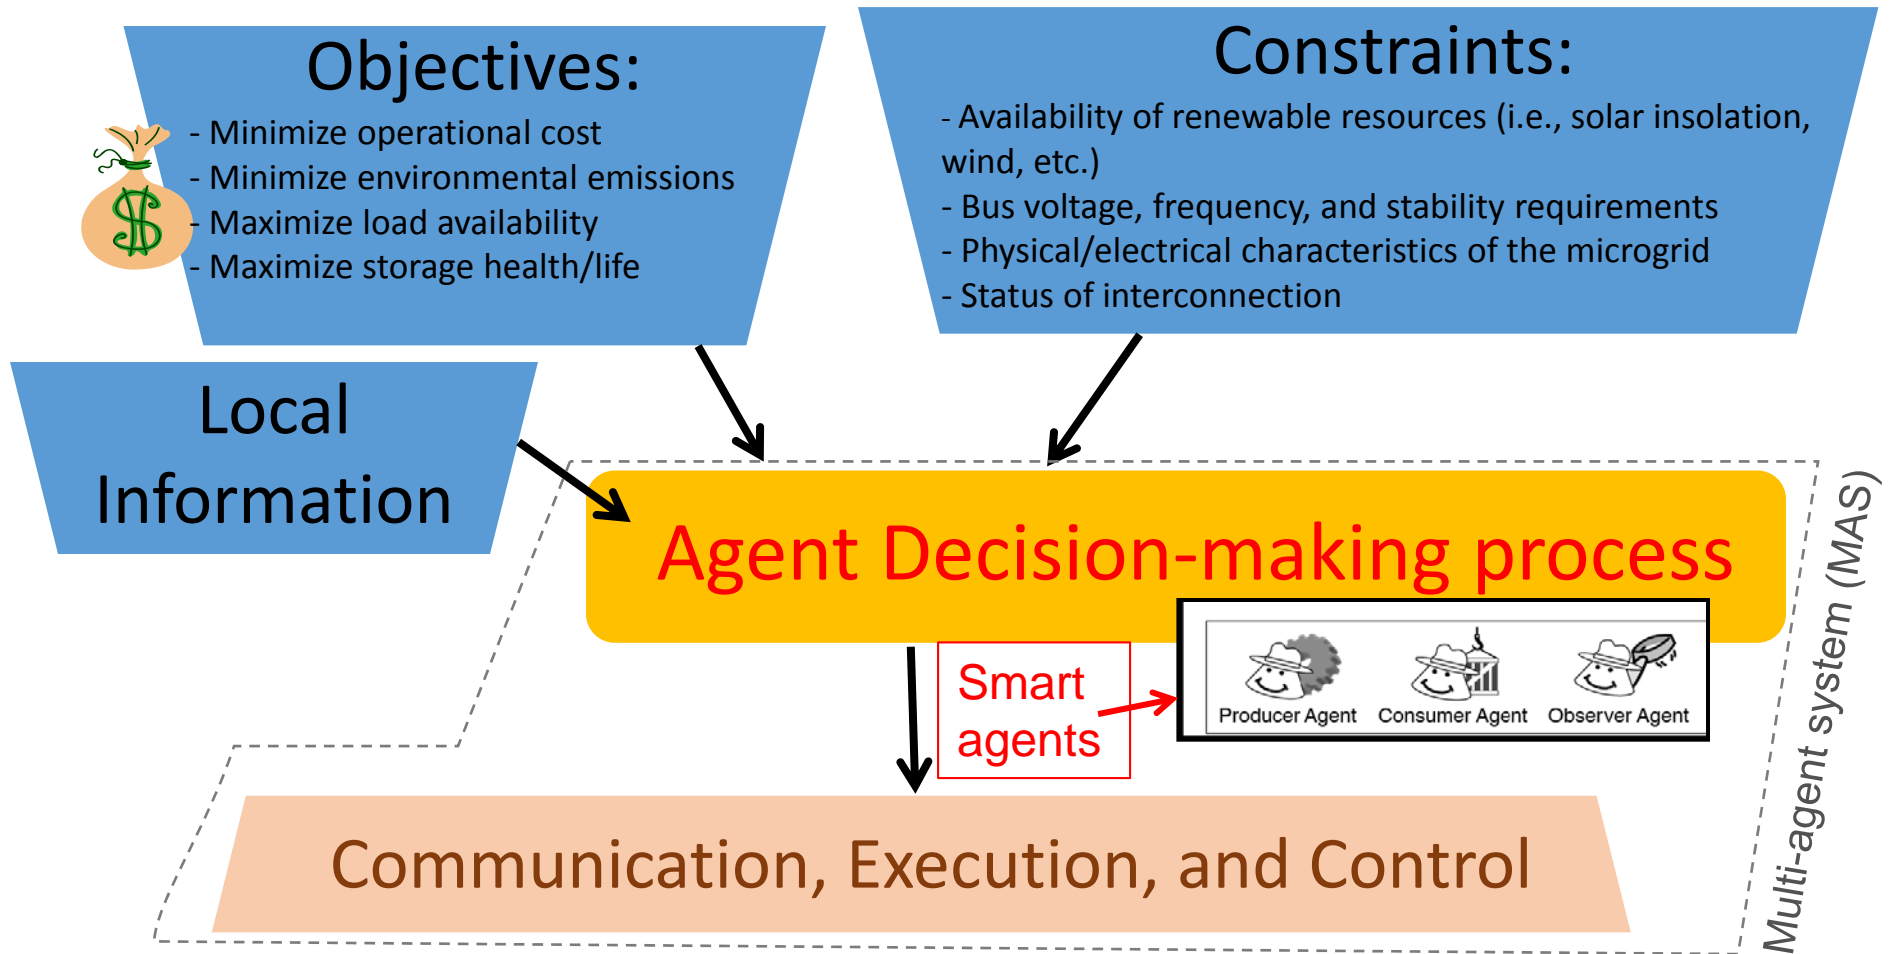 Objectives:
- Minimize operational cost
- Minimize environmental emissions
- Maximize load availability
- Maximize storage health/life
Constraints:
- Availability of renewable resources (i.e., solar insolation,
wind, etc.)
- Bus voltage, frequency, and stability requirements
- Physical/electrical characteristics of the microgrid
- Status of interconnection
Local
Information
Agent Decision-making process
Smart
agents
Producer Agent
Consumer Agent
Observer Agent
Communication, Execution, and Control
Multi-agent system (MAS)
$